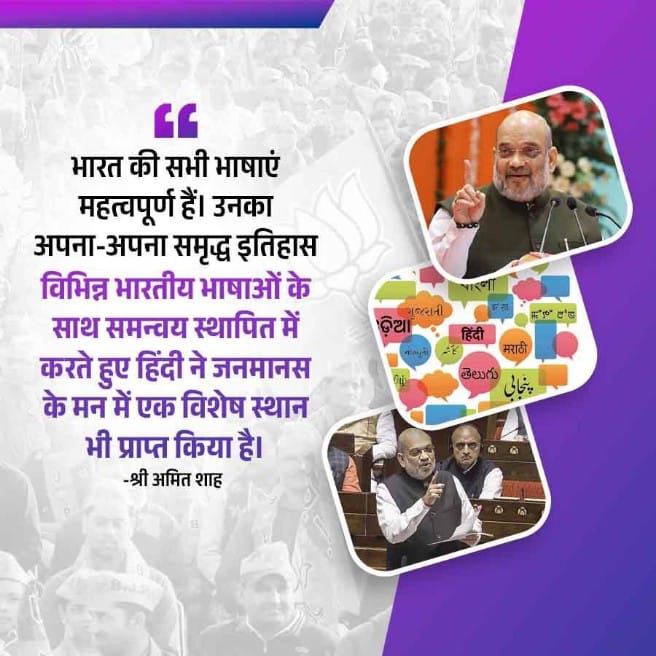 भारत की सभी भाषाएं
महत्वपूर्ण हैं। उनका
अपना-अपना समृद्ध इतिहास
विभिन्न भारतीय भाषाओं के
साथ समन्वय स्थापित में
करते हुए हिंदी ने जनमानस
के मन में एक विशेष स्थान
भी प्राप्त किया है।
-श्री अमित शाह
ગુજરાતી
हिंदी
मराठी
తెలుగు
ਪੰਜਾਬੀ